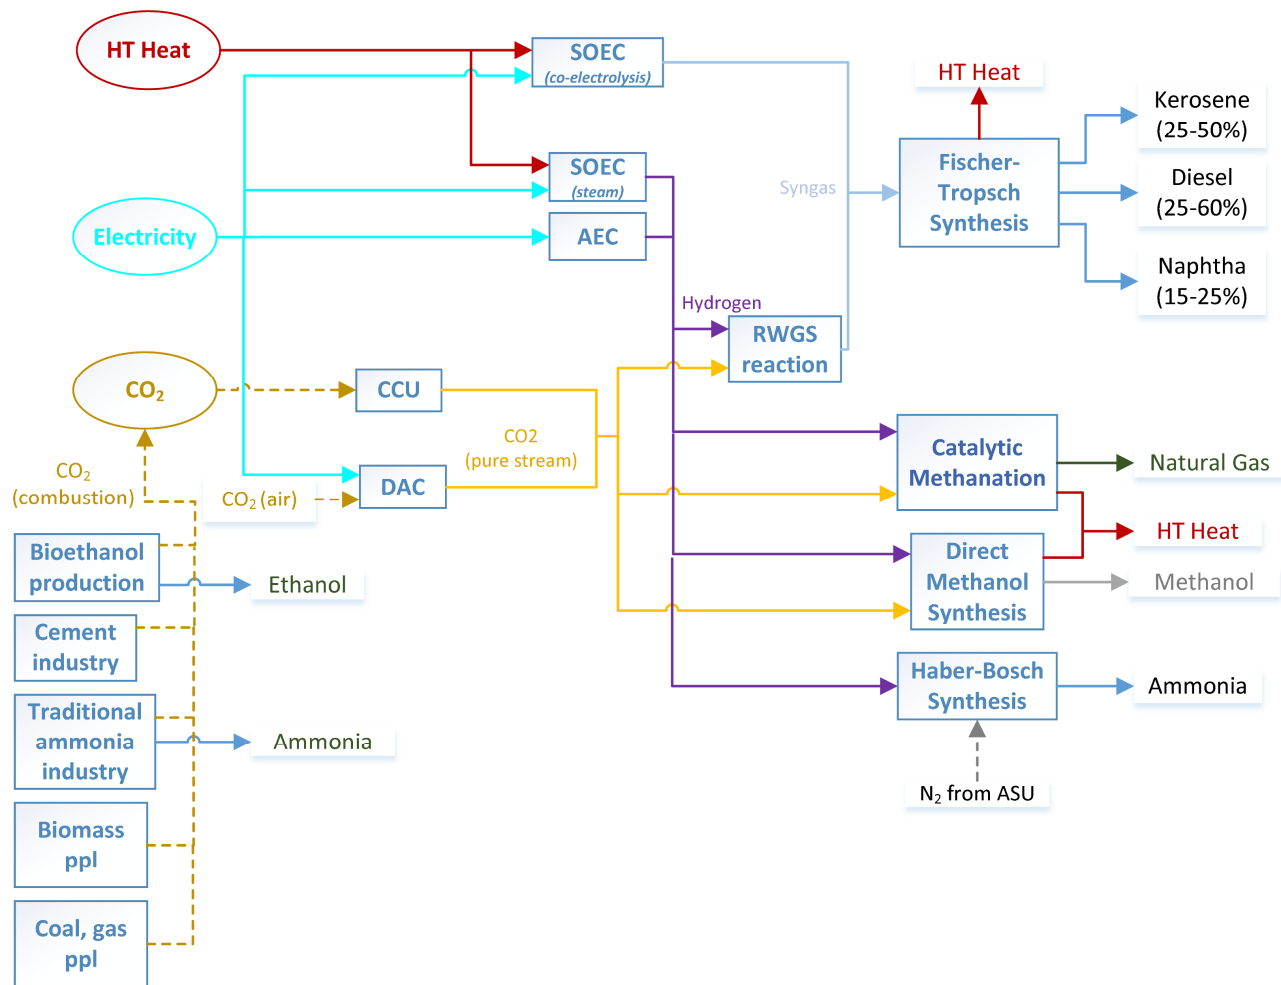 HT Heat
SOEC
(co-electrolysis)
HT Heat
Kerosene
(25-50%)
SOEC
(steam)
Syngas
Fischer-
Tropsch
Synthesis
Diesel
(25-60%)
Electricity
AEC
Naphtha
(15-25%)
Hydrogen
RWGS
reaction
CO₂
CCU
CO2
(pure stream)
Catalytic
Methanation
Natural Gas
CO₂
(combustion)
CO₂ (air)
DAC
HT Heat
Bioethanol
production
Ethanol
Direct
Methanol
Synthesis
Methanol
Cement
industry
Haber-Bosch
Synthesis
Ammonia
Traditional
ammonia
industry
Ammonia
N₂ from ASU
Biomass
ppl
Coal, gas
ppl